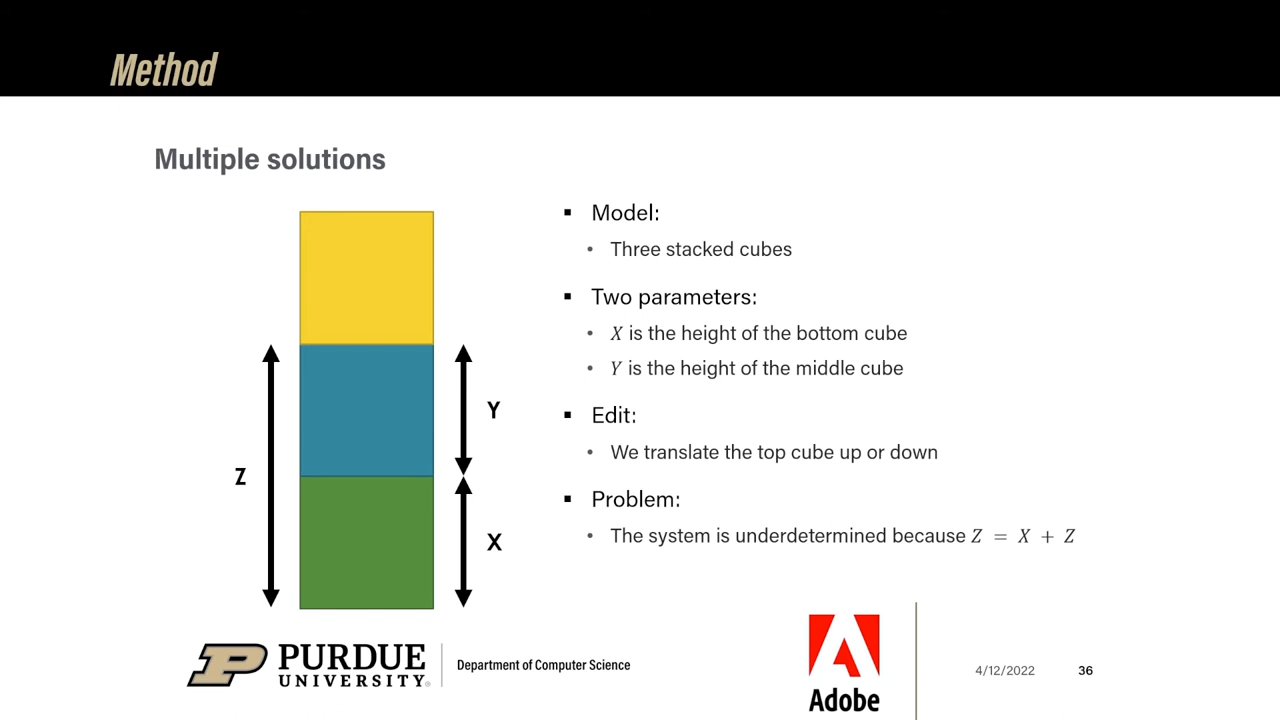 Method
Multiple solutions
Z
Y
X
▪ Model:
• Three stacked cubes
▪ Two parameters:
• X is the height of the bottom cube
• Y is the height of the middle cube
▪ Edit:
• We translate the top cube up or down
▪ Problem:
• The system is underdetermined because Z = X + Z
PURDUE
UNIVERSITY®
Department of Computer Science
Adobe
4/12/2022
36